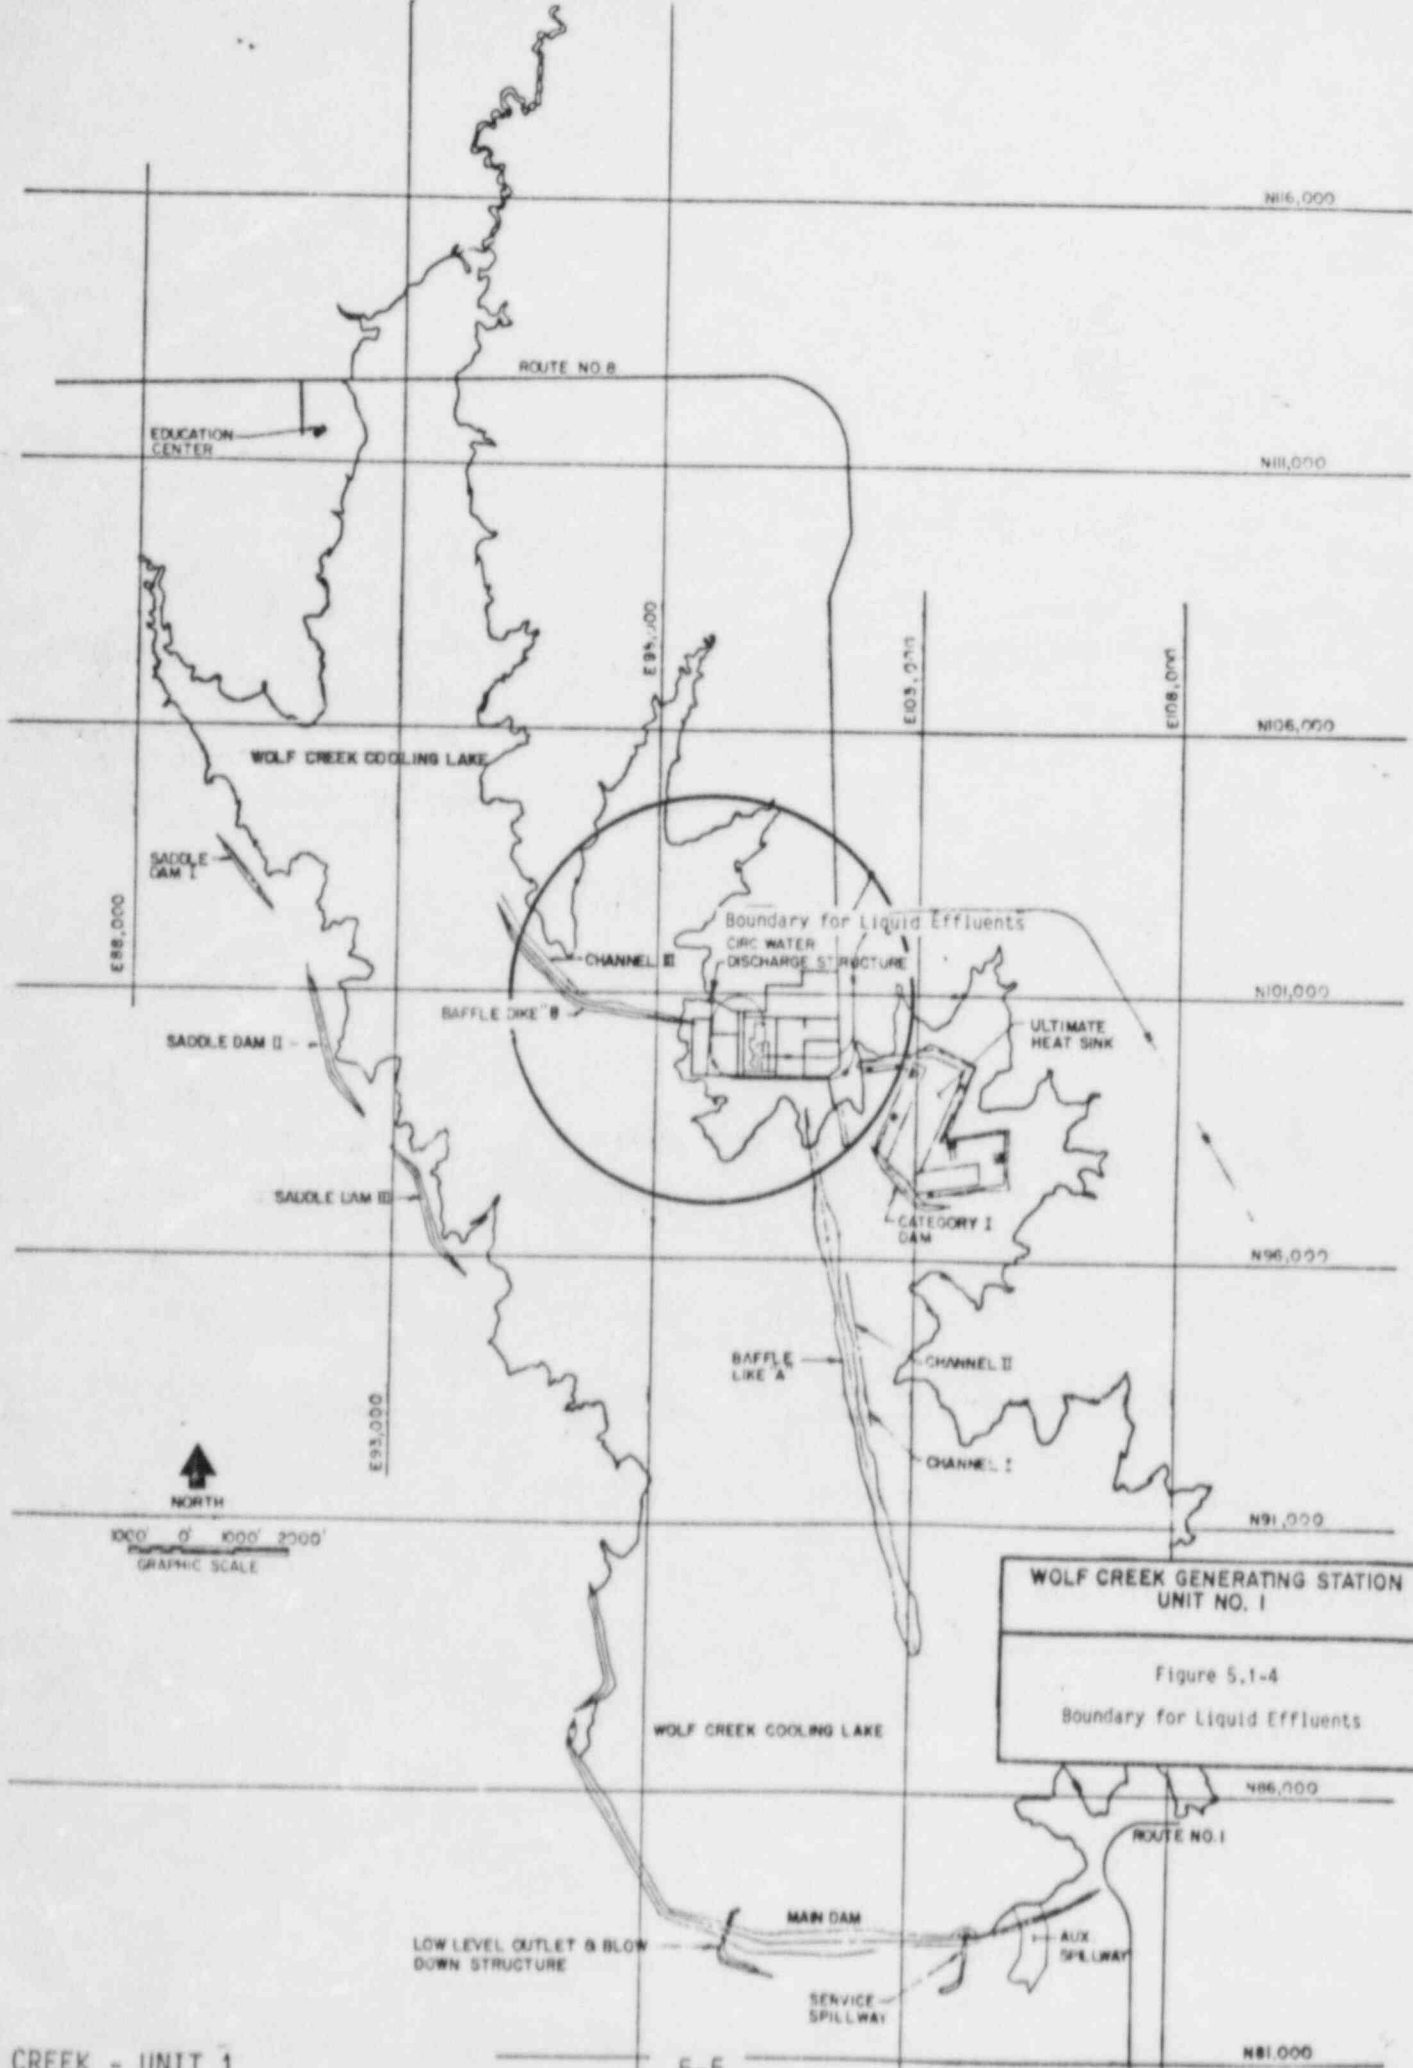 N116,000
ROUTE NO.8
EDUCATION
CENTER
N111,000
E103,000
E108,000
N106,000
WOLF CREEK COOLING LAKE
SADDLE
DAM I
E88,000
Boundary for Liquid Effluents
CIRC WATER
DISCHARGE STRUCTURE
CHANNEL III
N101,000
BAFFLE DIKE "B
ULTIMATE
HEAT SINK
SADDLE DAM II
SADDLE DAM III
CATEGORY I
DAM
N96,000
BAFFLE
LIKE "A"
CHANNEL II
E93,000
CHANNEL I
NORTH
1000' 0' 1000' 2000'
GRAPHIC SCALE
N91,000
WOLF CREEK GENERATING STATION
UNIT NO. 1
Figure 5.1-4
Boundary for Liquid Effluents
WOLF CREEK COOLING LAKE
N86,000
ROUTE NO.1
MAIN DAM
LOW LEVEL OUTLET & BLOW
DOWN STRUCTURE
AUX.
SPILLWAY
SERVICE
SPILLWAY
N81,000
CREEK - UNIT 1